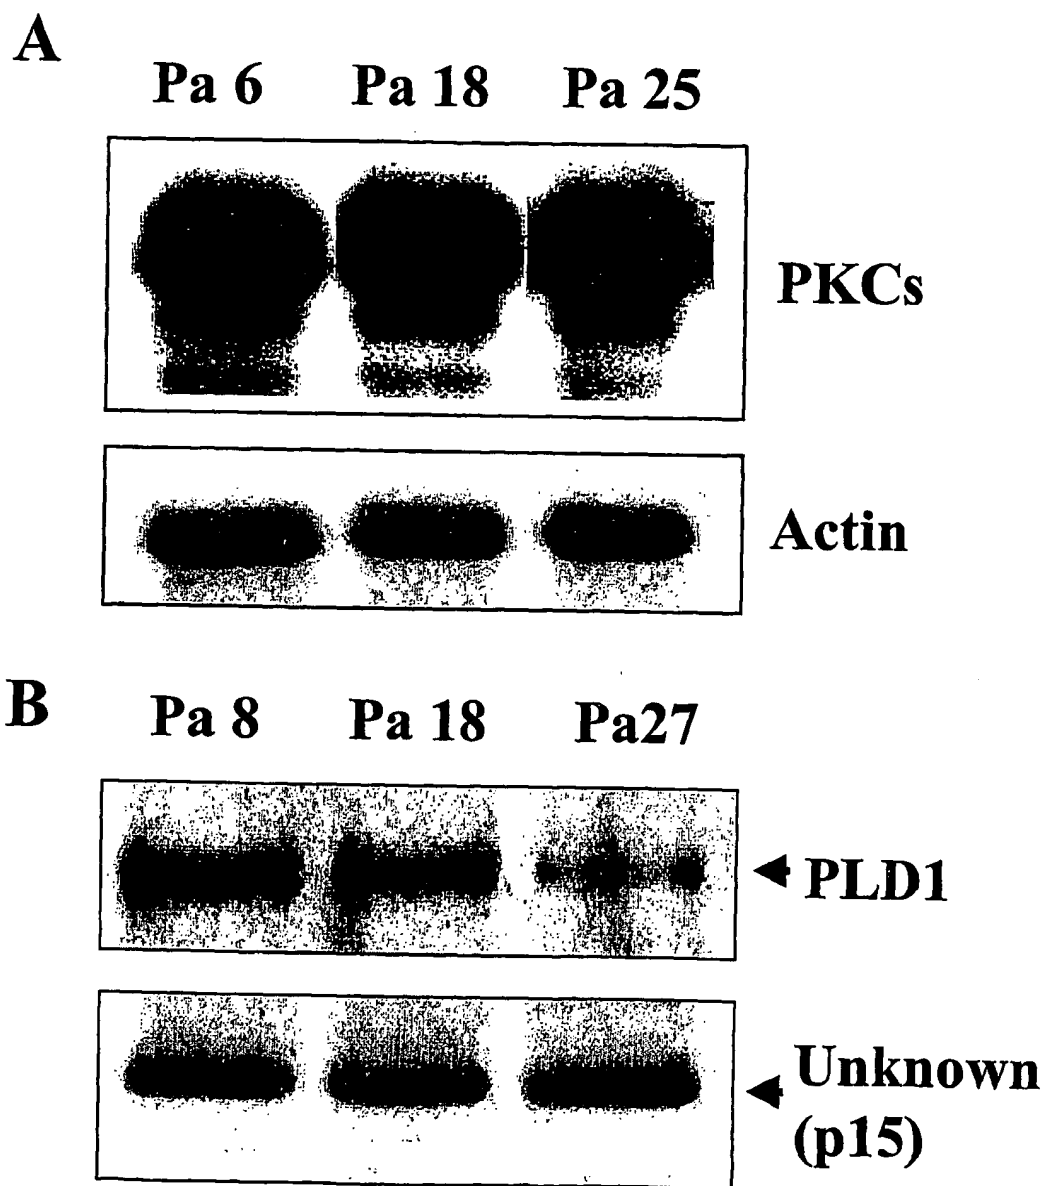 A
Pa 6 Pa 18 Pa 25
PKCs
Actin
B
Pa 8 Pa 18 Pa27
PLD1
Unknown
(p15)